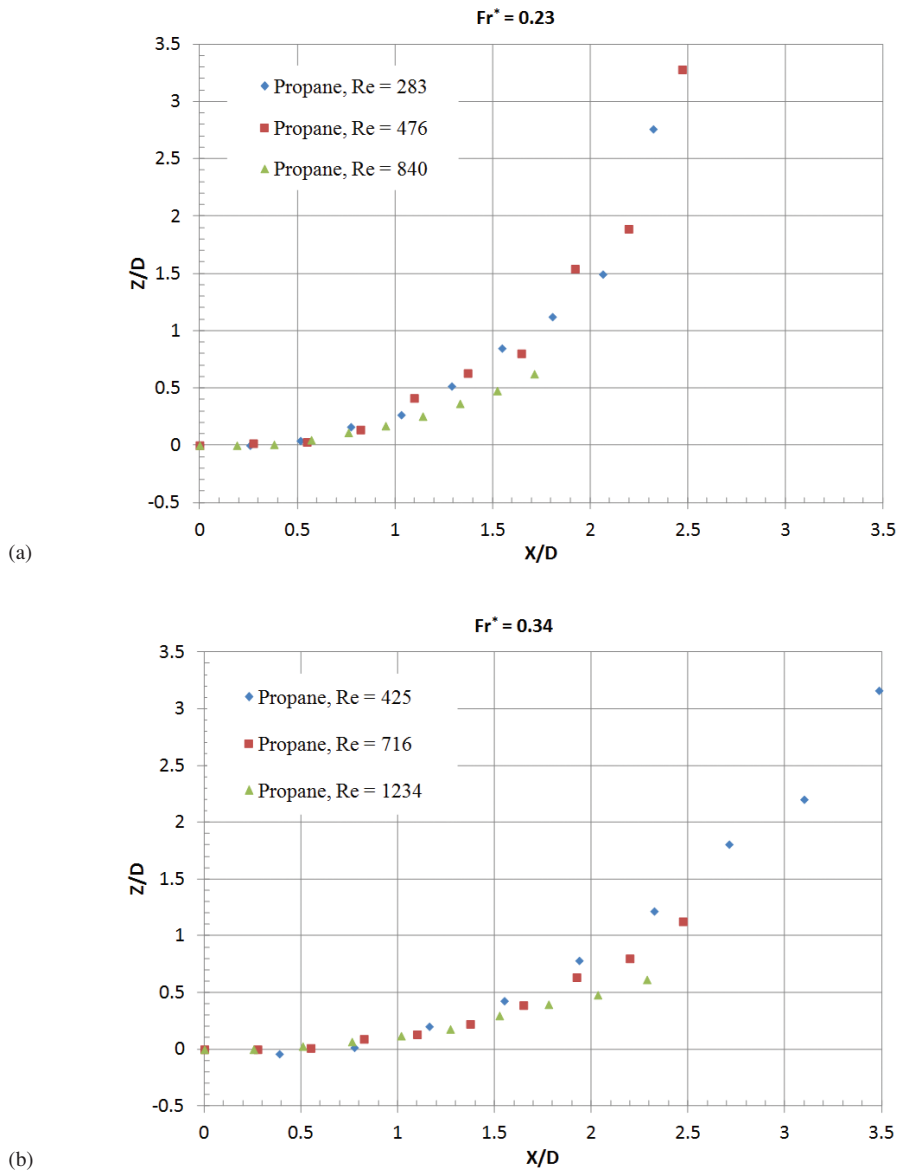 Fr* = 0.23
3.5
3
2.5
2
1.5
1
0.5
0
-0.5
Z/D
Propane, Re = 283
Propane, Re = 476
Propane, Re = 840
0 0.5 1 1.5 2 2.5 3 3.5
X/D
(a)
Fr* = 0.34
3.5
3
2.5
2
1.5
1
0.5
0
-0.5
Z/D
Propane, Re = 425
Propane, Re = 716
Propane, Re = 1234
0 0.5 1 1.5 2 2.5 3 3.5
X/D
(b)